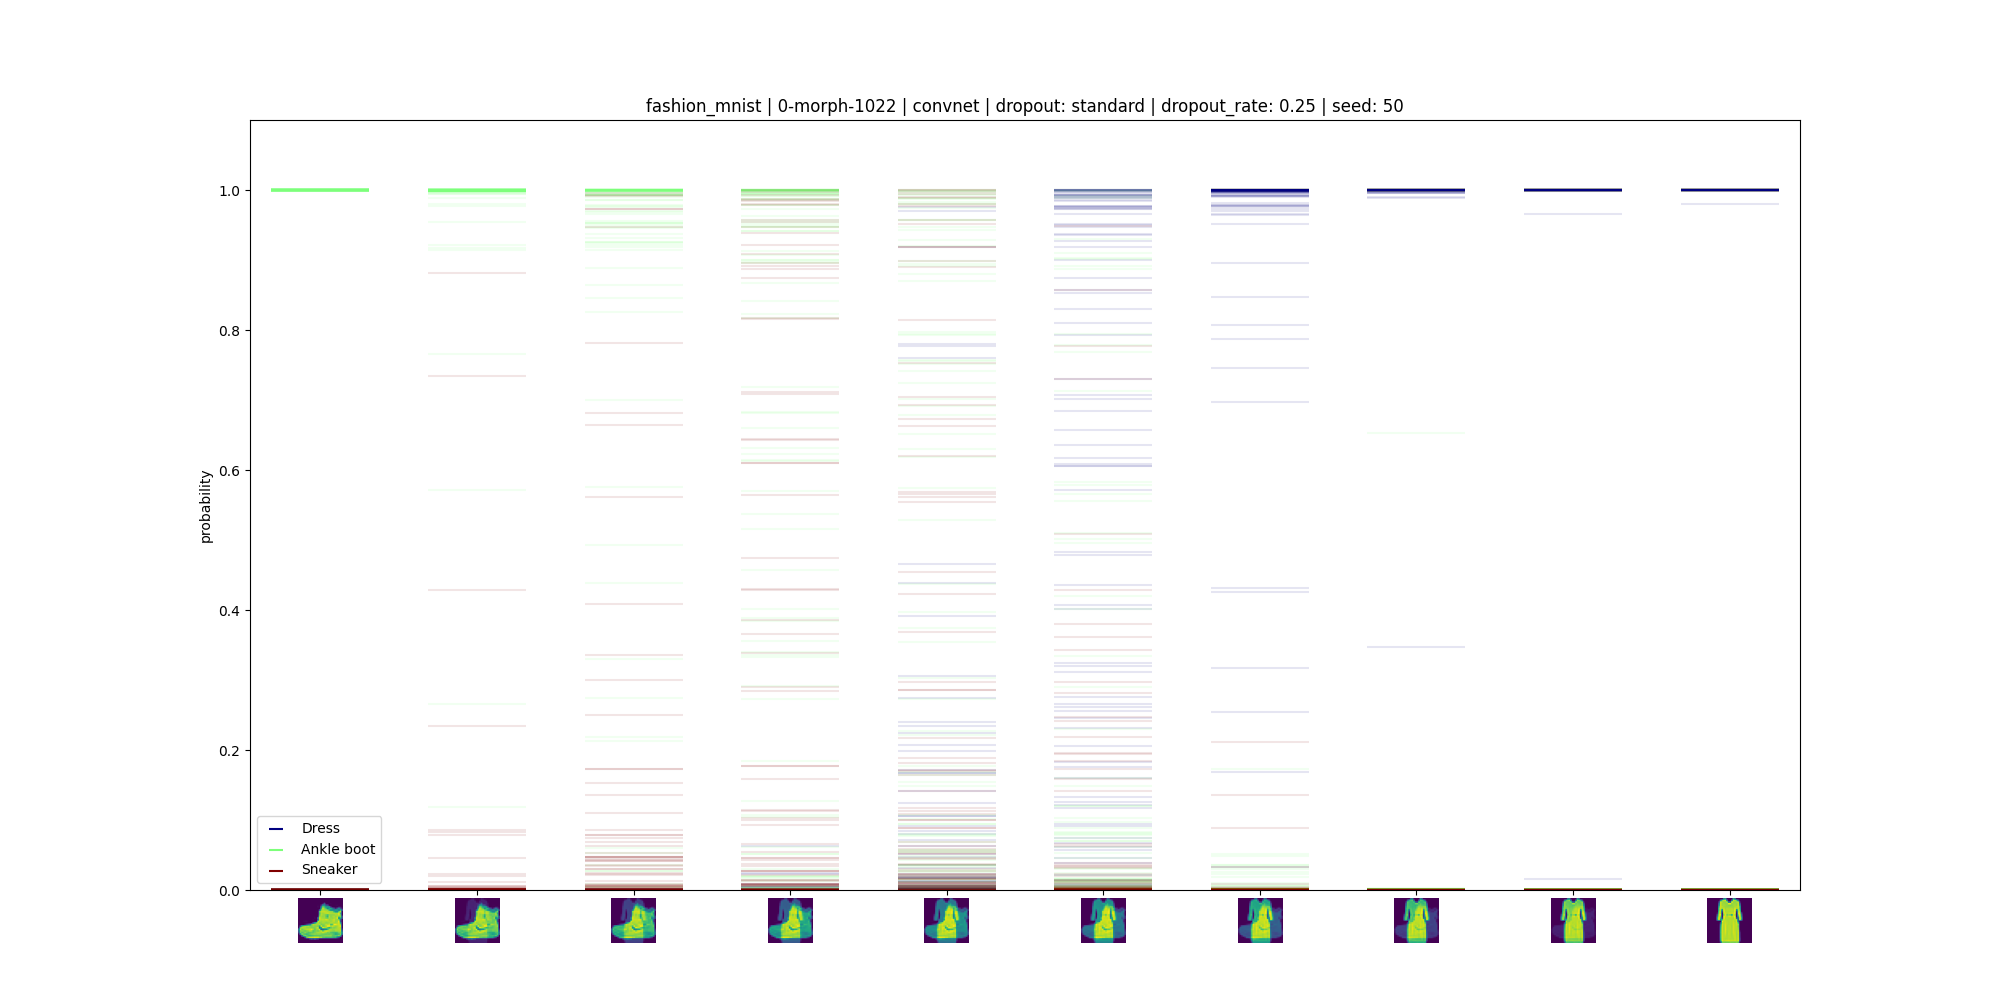 fashion_mnist | 0-morph-1022 | convnet | dropout: standard | dropout_rate: 0.25 | seed: 50
1.0
0.8
0.6
0.4
0.2
0.0
probability
Dress
Ankle boot
Sneaker